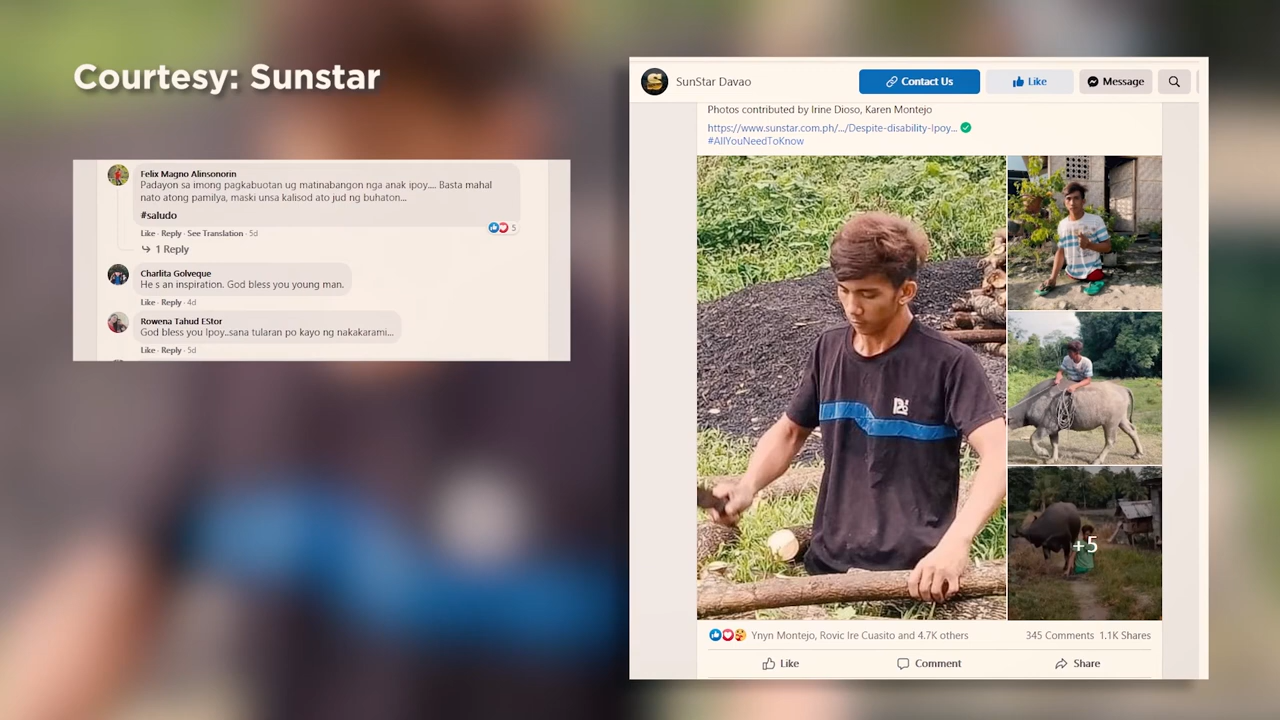 Courtesy: Sunstar
Felix Magno Alinsonorin
Padayon sa imong pagkabuotan ug matinabangon nga anak ipoy.... Basta mahal
nato atong pamilya, maski unsa kalisod ato jud ng buhaton...
#saludo
Like · Reply · See Translation · 5d
5
1 Reply
Charlita Golveque
He s an inspiration. God bless you young man.
Like · Reply · 4d
Rowena Tahud EStor
God bless you Ipoy..sana tularan po kayo ng nakakarami...
Like · Reply · 5d
S
SunStar Davao
Contact Us
Like
Message
Photos contributed by Irine Dioso, Karen Montejo
https://www.sunstar.com.ph/.../Despite-disability-Ipoy...
#AllYouNeedToKnow
+5
Ynyn Montejo, Rovic Ire Cuasito and 4.7K others
345 Comments 1.1K Shares
Like
Comment
Share